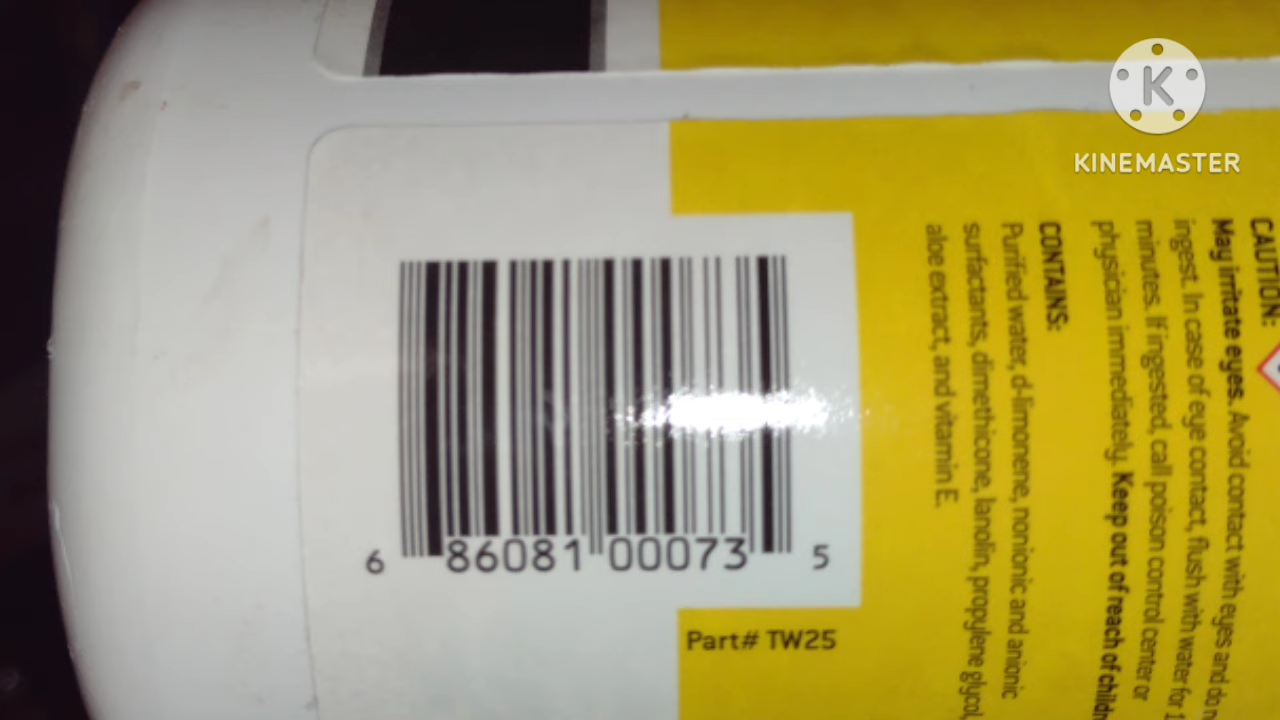 KINEMASTER
6 86081 00073 5
Part# TW25
CAUTION:
May irritate eyes. Avoid contact with eyes and do
ingest. In case of eye contact, flush with water for
minutes. If ingested, call poison control center or
physician immediately. Keep out of reach of
CONTAINS:
Purified water, d-limonene, nonionic and anionic
surfactants, dimethicone, lanolin, propylene glycol,
aloe extract, and vitamin E.